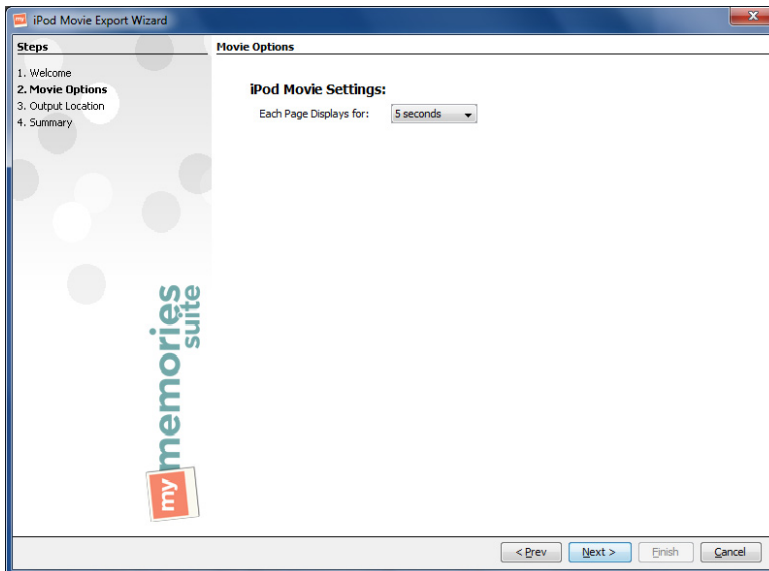 iPod Movie Export Wizard
Steps
1. Welcome
2. Movie Options
3. Output Location
4. Summary
Movie Options
iPod Movie Settings:
Each Page Displays for: 5 seconds
my memories suite
< Prev Next > Finish Cancel